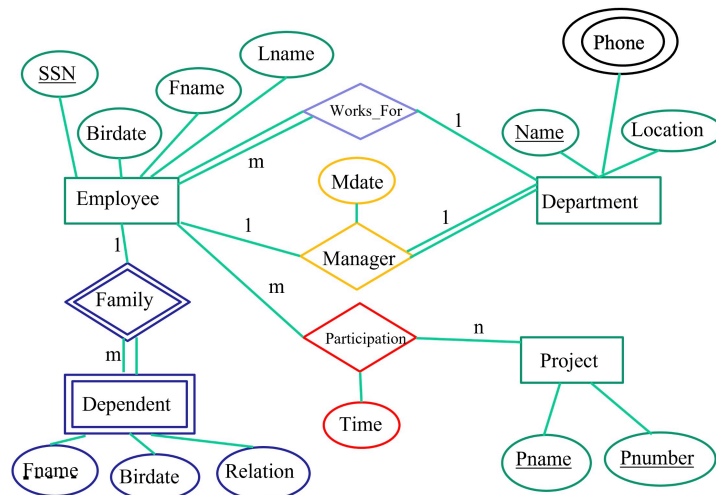 Phone
Lname
SSN
Fname
Works_For
Birdate
Name
Location
m
1
Mdate
Employee
Department
1
1
1
Manager
m
Family
Participation
n
m
Project
Dependent
Time
Fname
Birdate
Relation
Pname
Pnumber